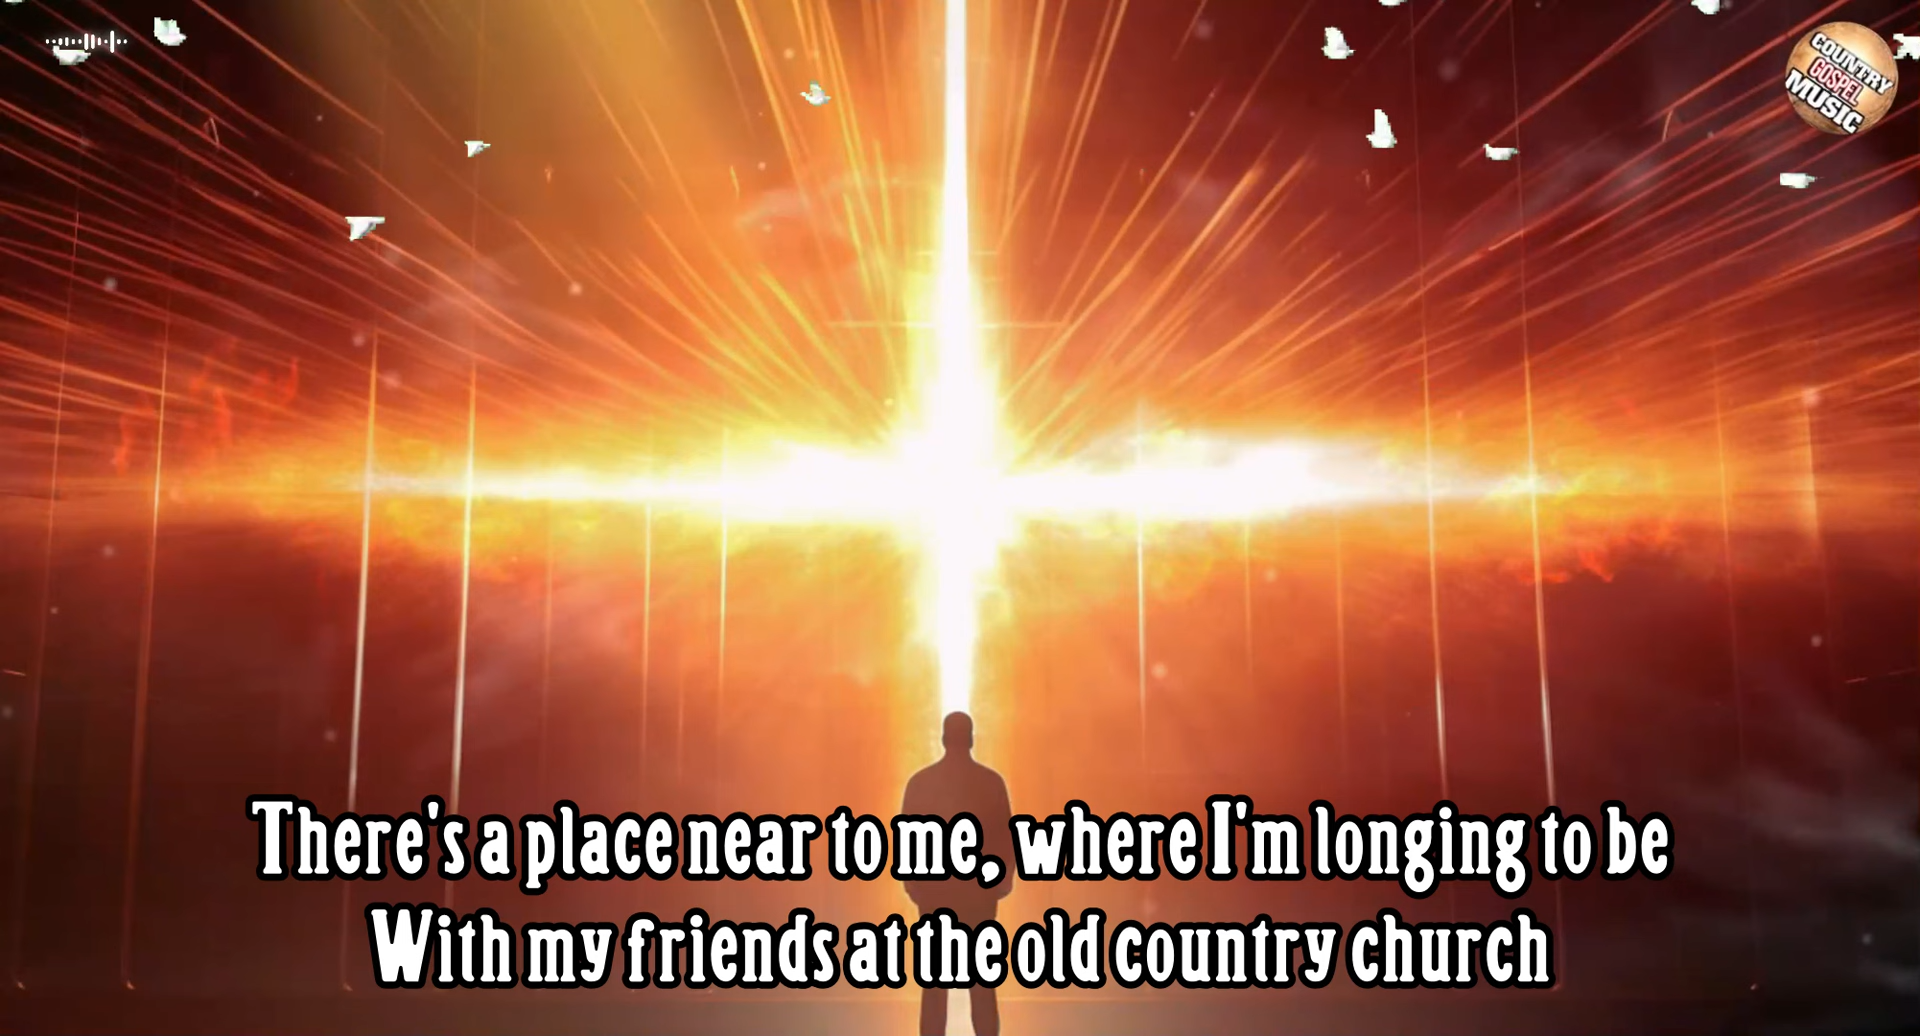 COUNTRY
GOSPEL
MUSIC
There's a place near to me, where I'm longing to be
With my friends at the old country church